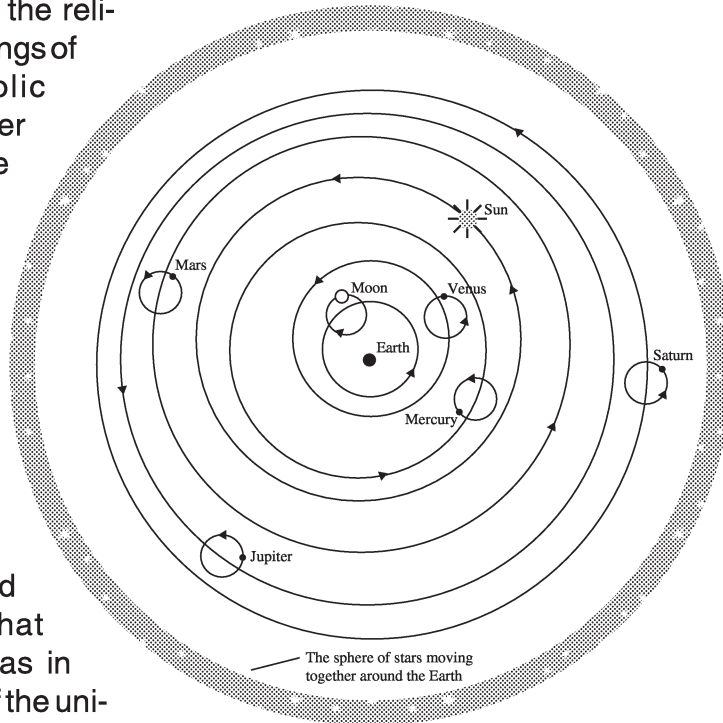 the reli-
ngs of
olic
er
e
Sun
Mars
Moon
Venus
Earth
Saturn
Mercury
Jupiter
d
hat
as in
f the uni-
The sphere of stars moving
together around the Earth